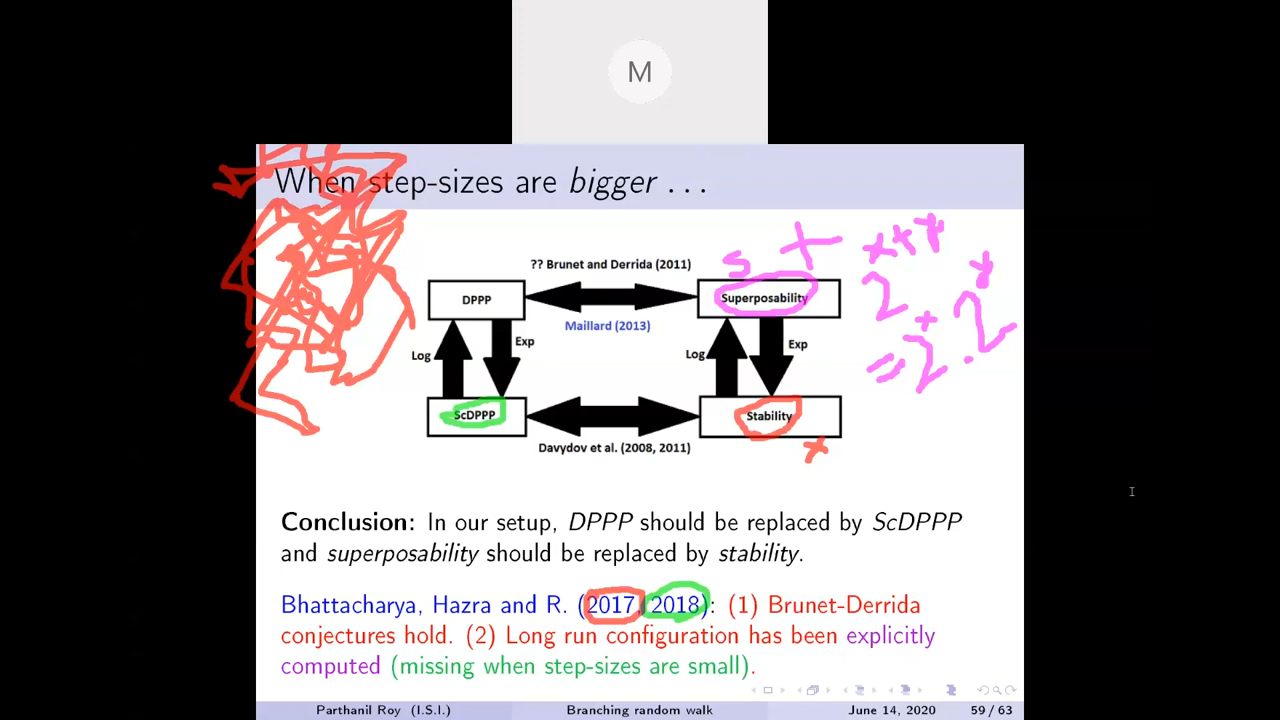 M
When step-sizes are bigger . . .
?? Brunet and Derrida (2011)
DPPP
Superposability
Maillard (2013)
Log
Exp
Log
Exp
ScDPPP
Stability
Davydov et al. (2008, 2011)
S +
2^{x+y}
= 2^{x} . 2^{y}
x
Conclusion: In our setup, DPPP should be replaced by ScDPPP
and superposability should be replaced by stability.
Bhattacharya, Hazra and R. (2017, 2018): (1) Brunet-Derrida
conjectures hold. (2) Long run configuration has been explicitly
computed (missing when step-sizes are small).
Parthanil Roy (I.S.I.) Branching random walk June 14, 2020 59 / 63